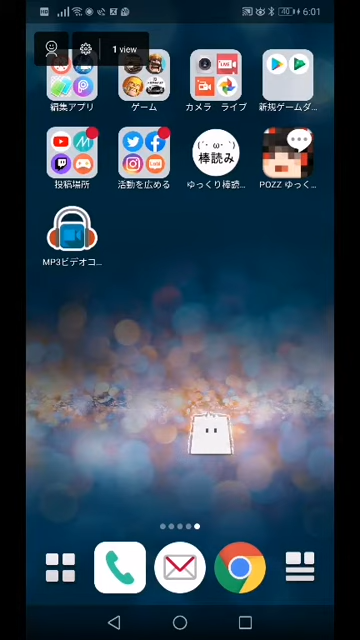 40
6:01
1 view
編集アプリ
ゲーム
カメラ ライブ
新規ゲームダ…
LIVE
(´・ω・`)
棒読み
投稿場所
活動を広める
ゆっくり棒読…
POZZ ゆっく…
MP3ビデオコ…